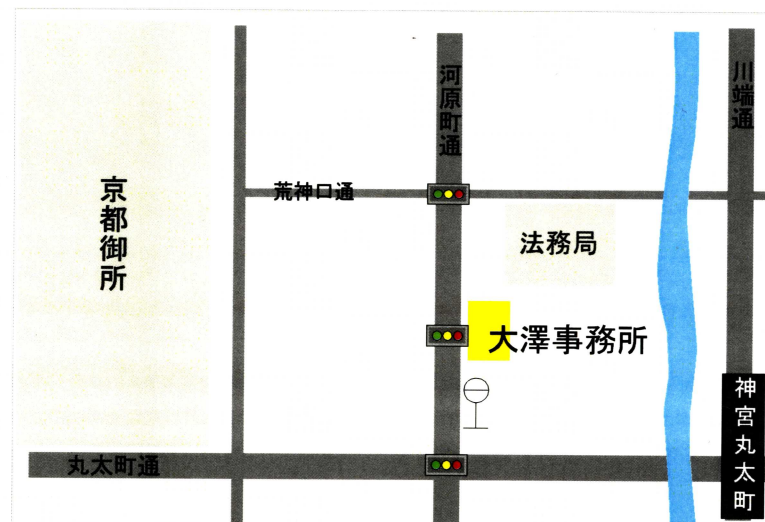 河原町通
川端通
荒神口通
京都御所
法務局
大澤事務所
神宮丸太町
丸太町通